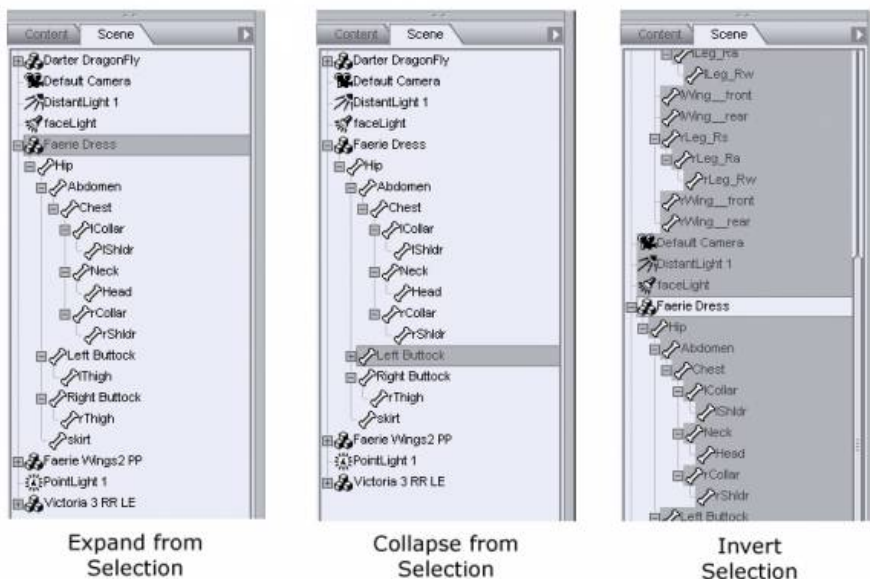 Content Scene
Darter DragonFly
Default Camera
DistantLight 1
faceLight
Faerie Dress
Hip
Abdomen
Chest
lCollar
lShldr
Neck
Head
rCollar
rShldr
Left Buttock
lThigh
Right Buttock
rThigh
skirt
Faerie Wings2 PP
PointLight 1
Victoria 3 RR LE
Expand from
Selection
Content Scene
Darter DragonFly
Default Camera
DistantLight 1
faceLight
Faerie Dress
Hip
Abdomen
Chest
lCollar
lShldr
Neck
Head
rCollar
rShldr
Left Buttock
Right Buttock
rThigh
skirt
Faerie Wings2 PP
PointLight 1
Victoria 3 RR LE
Collapse from
Selection
Content Scene
lLeg_Ra
lLeg_Rw
lWing__front
lWing__rear
rLeg_Rs
rLeg_Ra
rLeg_Rw
rWing__front
rWing__rear
Default Camera
DistantLight 1
faceLight
Faerie Dress
Hip
Abdomen
Chest
lCollar
lShldr
Neck
Head
rCollar
rShldr
Left Buttock
Invert
Selection